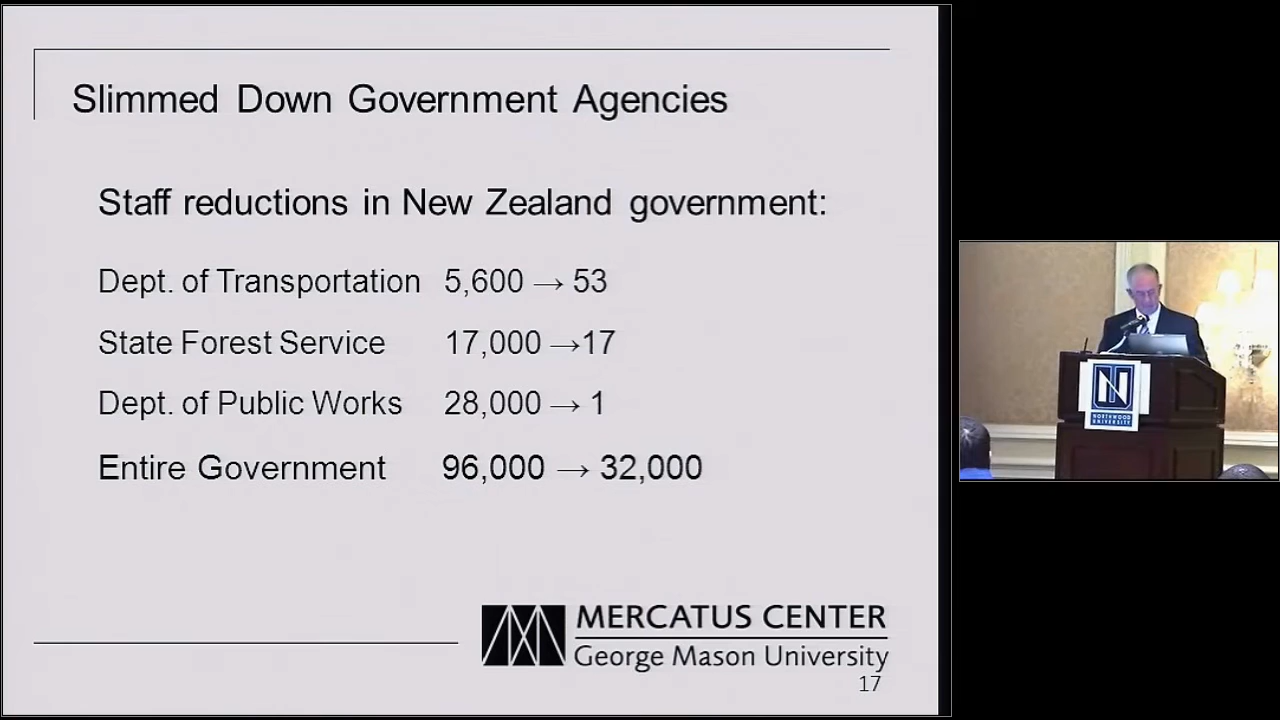 Slimmed Down Government Agencies
Staff reductions in New Zealand government:
Dept. of Transportation 5,600 → 53
State Forest Service 17,000 →17
Dept. of Public Works 28,000 → 1
Entire Government 96,000 → 32,000
MERCATUS CENTER
George Mason University
17
N
NORTHWOOD
UNIVERSITY